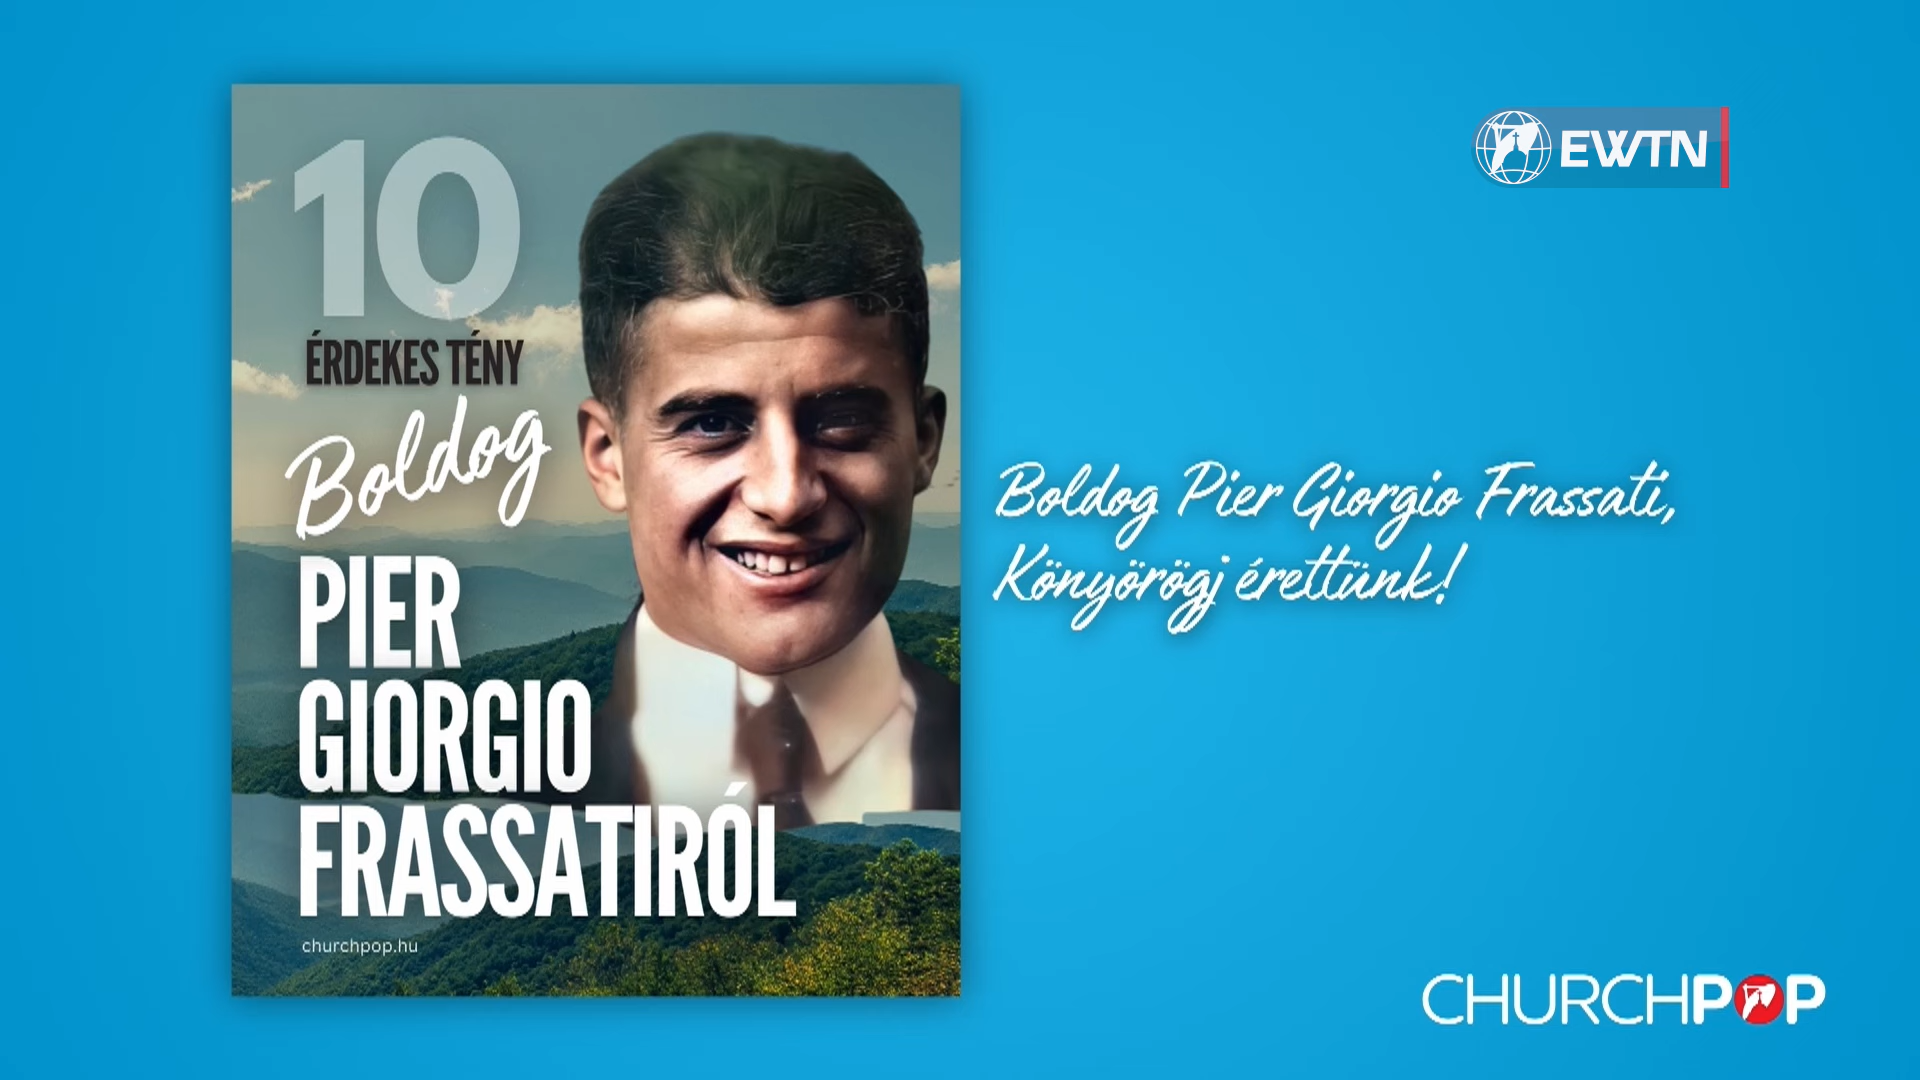 10
ÉRDEKES TÉNY
Boldog
PIER
GIORGIO
FRASSATIRÓL
churchpop.hu
EWTN
Boldog Pier Giorgio Frassati,
Könyörögj érettünk!
CHURCHPOP